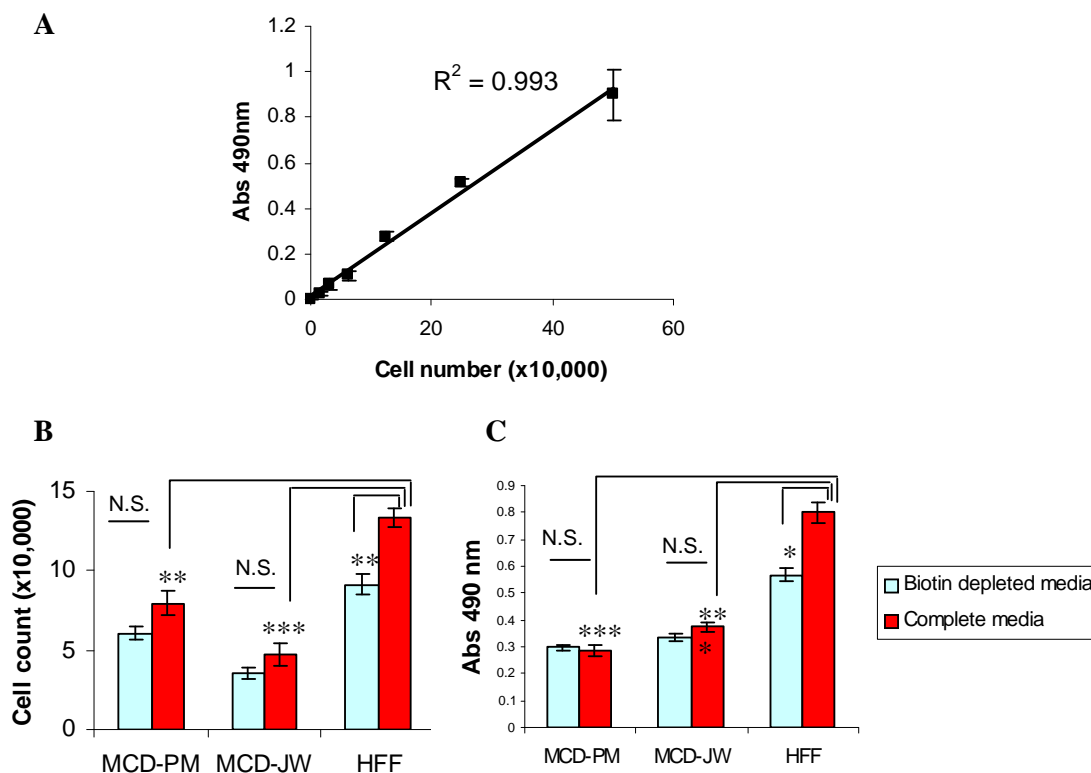 A
R² = 0.993
Abs 490nm
1
0.8
0.6
0.4
0.2
0
0 20 40 60
Cell number (x10,000)
B
Cell count (x10,000)
15
10
5
0
N.S.
**
N.S.
***
**
MCD-PM MCD-JW HFF
C
Abs 490 nm
0.9
0.8
0.7
0.6
0.5
0.4
0.3
0.2
0.1
0
N.S.
***
N.S.
**
*
*
MCD-PM MCD-JW HFF
Biotin depleted media
Complete media